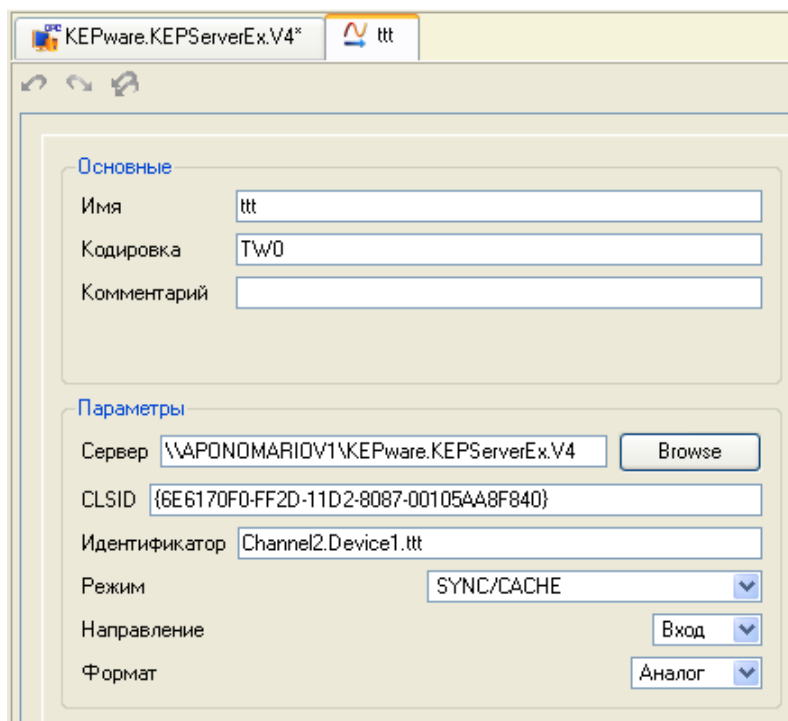 KEPware.KEPServerEx.V4* ttt
Основные
Имя ttt
Кодировка TW0
Комментарий
Параметры
Сервер \\APONOMARIOV1\KEPware.KEPServerEx.V4 Browse
CLSID {6E6170F0-FF2D-11D2-8087-00105AA8F840}
Идентификатор Channel2.Device1.ttt
Режим SYNC/CACHE
Направление Вход
Формат Аналог